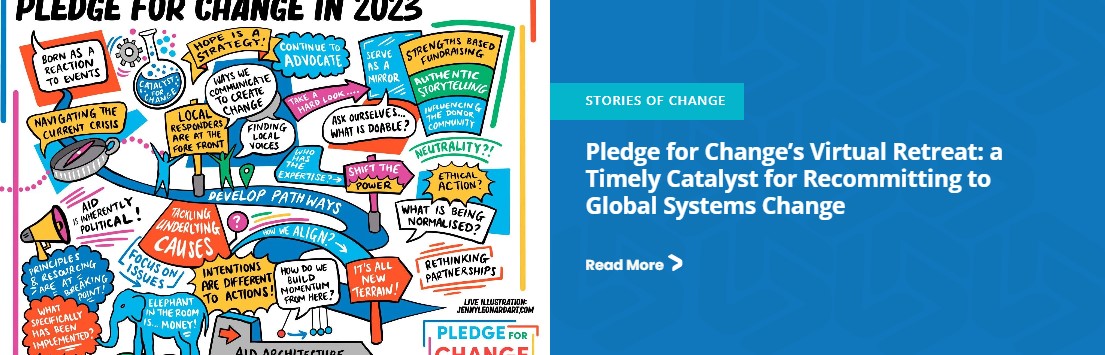 PLEDGE FOR CHANGE IN 2023
BORN AS A
REACTION
TO EVENTS
CATALYST
FOR
CHANGE
HOPE IS A
STRATEGY!
CONTINUE TO
ADVOCATE
SERVE
AS A
MIRROR
STRENGTHS BASED
FUNDRAISING
AUTHENTIC
STORYTELLING
INFLUENCING
THE DONOR
COMMUNITY
NAVIGATING THE
CURRENT CRISIS
LOCAL
RESPONDERS
ARE AT THE
FORE FRONT
WAYS WE
COMMUNICATE
TO CREATE
CHANGE
TAKE A
HARD LOOK....
FINDING
LOCAL
VOICES
ASK OURSELVES...
WHAT IS DOABLE?
NEUTRALITY?!
WHO
HAS
THE
EXPERTISE?
SHIFT THE
POWER
ETHICAL
ACTION?
DEVELOP PATHWAYS
AID
IS INHERENTLY
POLITICAL!
TACKLING
UNDERLYING
CAUSES
?
HOW WE ALIGN?
WHAT IS BEING
NORMALISED?
PRINCIPLES
& RESOURCING
ARE AT
BREAKING
POINT!
FOCUS ON
ISSUES
INTENTIONS
ARE DIFFERENT
TO ACTIONS!
HOW DO WE
BUILD
MOMENTUM
FROM HERE?
IT'S ALL
NEW
TERRAIN!
RETHINKING
PARTNERSHIPS
WHAT
SPECIFICALLY
HAS BEEN
IMPLEMENTED?
ELEPHANT
IN THE ROOM
IS... MONEY!
LIVE ILLUSTRATION:
JENNYLEONARDART.COM
PLEDGE FOR
CHANGE
AID ARCHITECTURE
STORIES OF CHANGE
Pledge for Change's Virtual Retreat: a
Timely Catalyst for Recommitting to
Global Systems Change
Read More